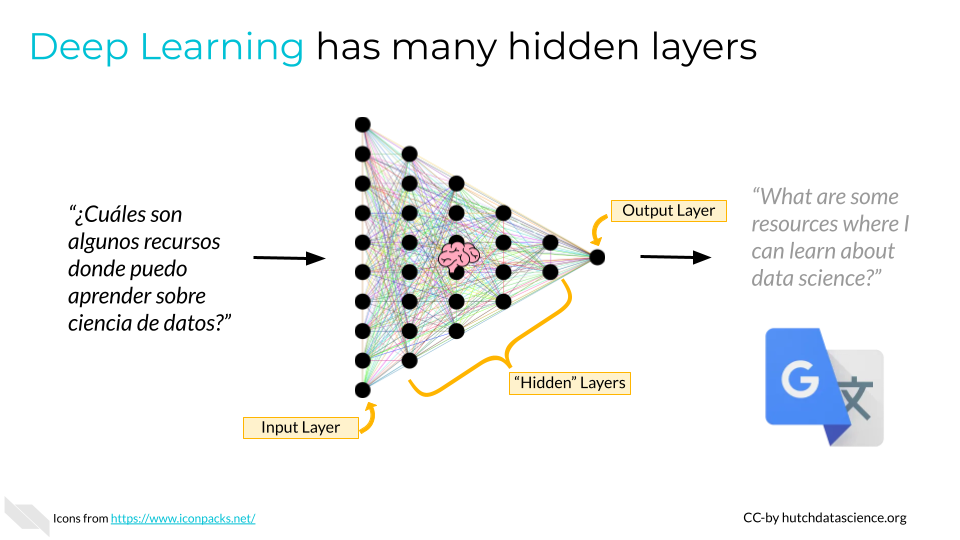 Deep Learning has many hidden layers
“¿Cuáles son
algunos recursos
donde puedo
aprender sobre
ciencia de datos?”
Output Layer
“What are some
resources where I
can learn about
data science?”
“Hidden” Layers
Input Layer
G
文
Icons from https://www.iconpacks.net/
CC-by hutchdatascience.org